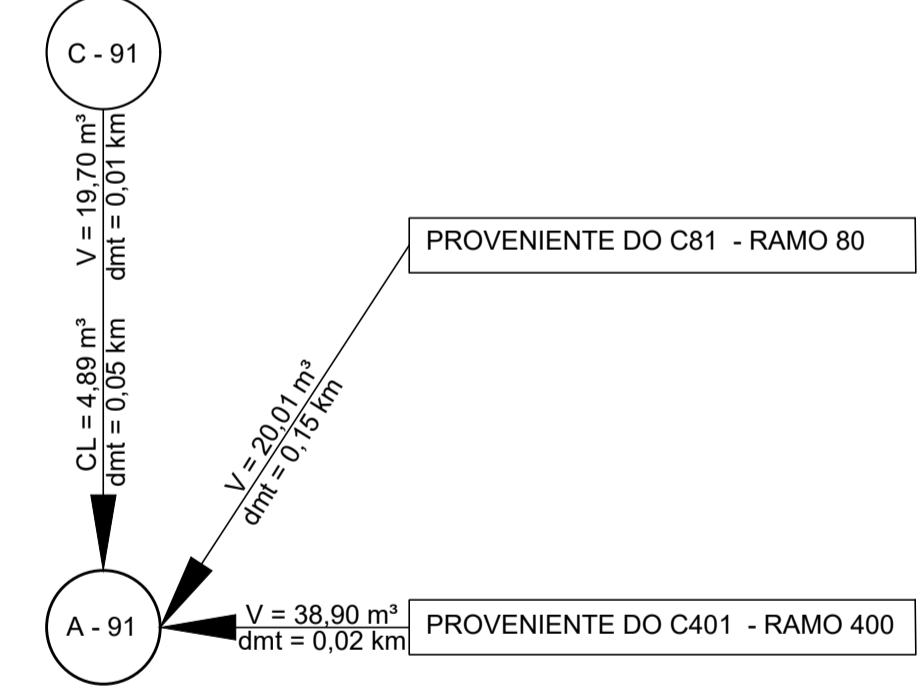 C - 91
V = 19,70 m³
dmt = 0,01 km
CL = 4,89 m³
dmt = 0,05 km
PROVENIENTE DO C81 - RAMO 80
V = 20,01 m³
dmt = 0,15 km
A - 91
V = 38,90 m³
dmt = 0,02 km
PROVENIENTE DO C401 - RAMO 400